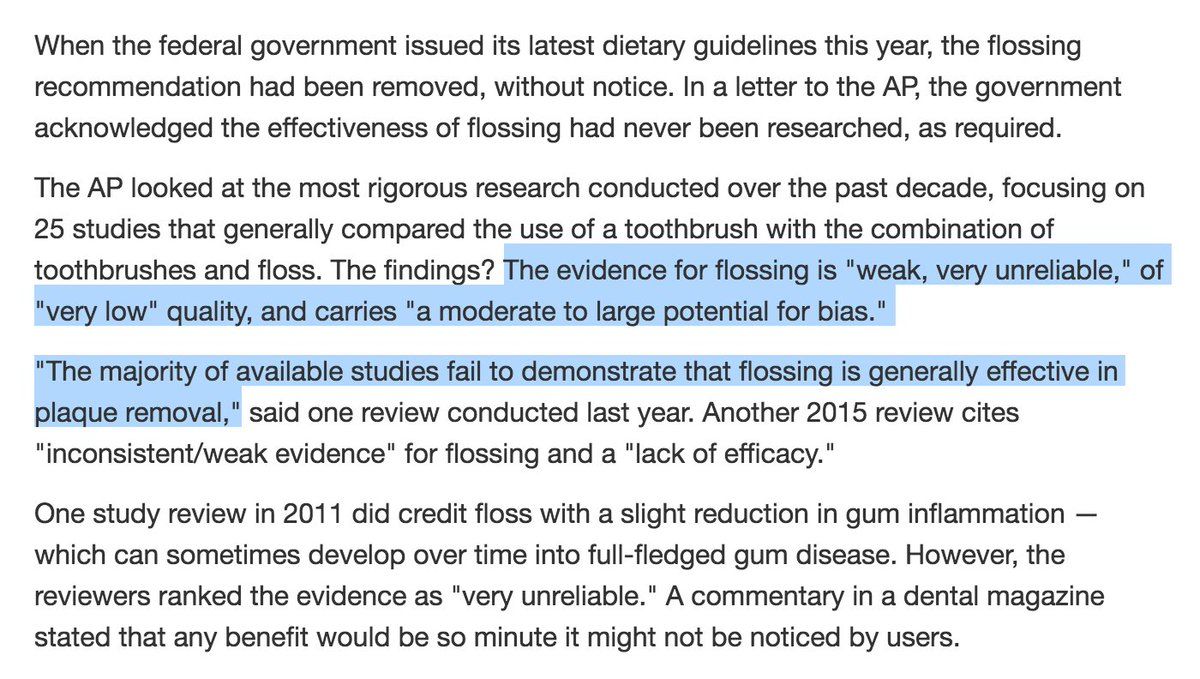 When the federal government issued its latest dietary guidelines this year, the flossing
recommendation had been removed, without notice. In a letter to the AP, the government
acknowledged the effectiveness of flossing had never been researched, as required.
The AP looked at the most rigorous research conducted over the past decade, focusing on
25 studies that generally compared the use of a toothbrush with the combination of
toothbrushes and floss. The findings? The evidence for flossing is "weak, very unreliable," of
"very low" quality, and carries "a moderate to large potential for bias."
"The majority of available studies fail to demonstrate that flossing is generally effective in
plaque removal," said one review conducted last year. Another 2015 review cites
"inconsistent/weak evidence" for flossing and a "lack of efficacy."
One study review in 2011 did credit floss with a slight reduction in gum inflammation —
which can sometimes develop over time into full-fledged gum disease. However, the
reviewers ranked the evidence as "very unreliable." A commentary in a dental magazine
stated that any benefit would be so minute it might not be noticed by users.